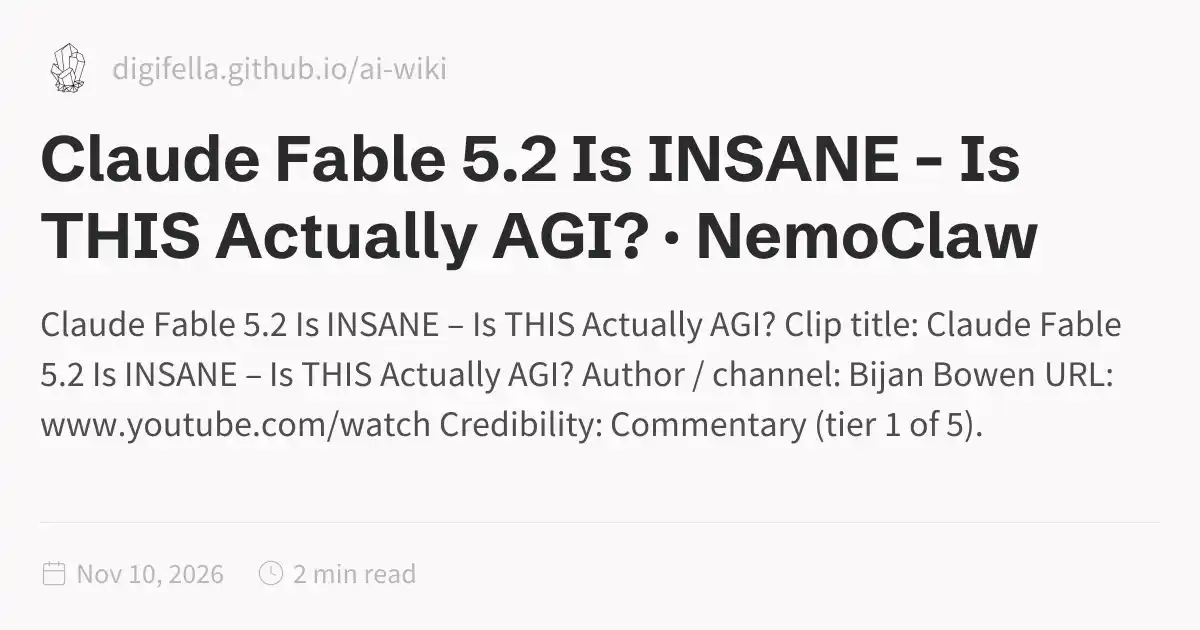 digifella.github.io/ai-wiki
Claude Fable 5.2 Is INSANE – Is
THIS Actually AGI? · NemoClaw
Claude Fable 5.2 Is INSANE – Is THIS Actually AGI? Clip title: Claude Fable
5.2 Is INSANE – Is THIS Actually AGI? Author / channel: Bijan Bowen URL:
www.youtube.com/watch Credibility: Commentary (tier 1 of 5).
Nov 10, 2026 2 min read